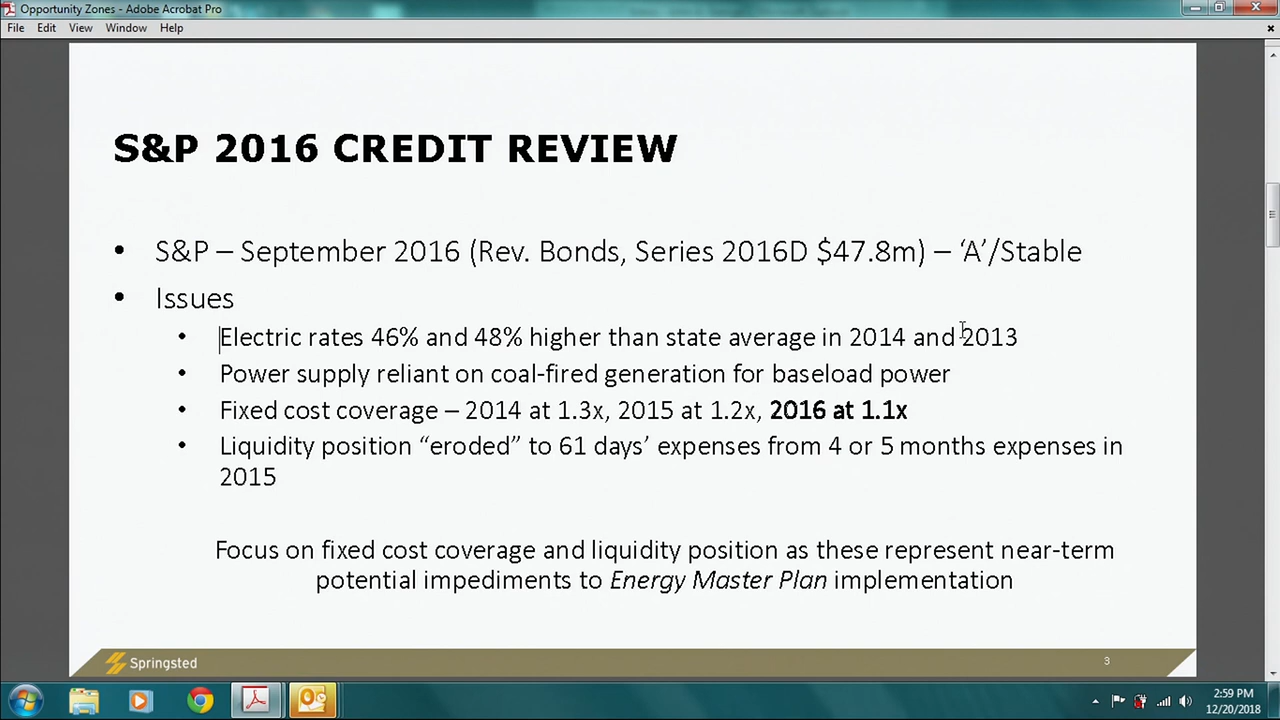 Opportunity Zones - Adobe Acrobat Pro
File Edit View Window Help
S&P 2016 CREDIT REVIEW
• S&P – September 2016 (Rev. Bonds, Series 2016D $47.8m) – ‘A’/Stable
• Issues
• Electric rates 46% and 48% higher than state average in 2014 and 2013
• Power supply reliant on coal-fired generation for baseload power
• Fixed cost coverage – 2014 at 1.3x, 2015 at 1.2x, 2016 at 1.1x
• Liquidity position “eroded” to 61 days’ expenses from 4 or 5 months expenses in
2015
Focus on fixed cost coverage and liquidity position as these represent near-term
potential impediments to Energy Master Plan implementation
Springsted
3
2:59 PM
12/20/2018